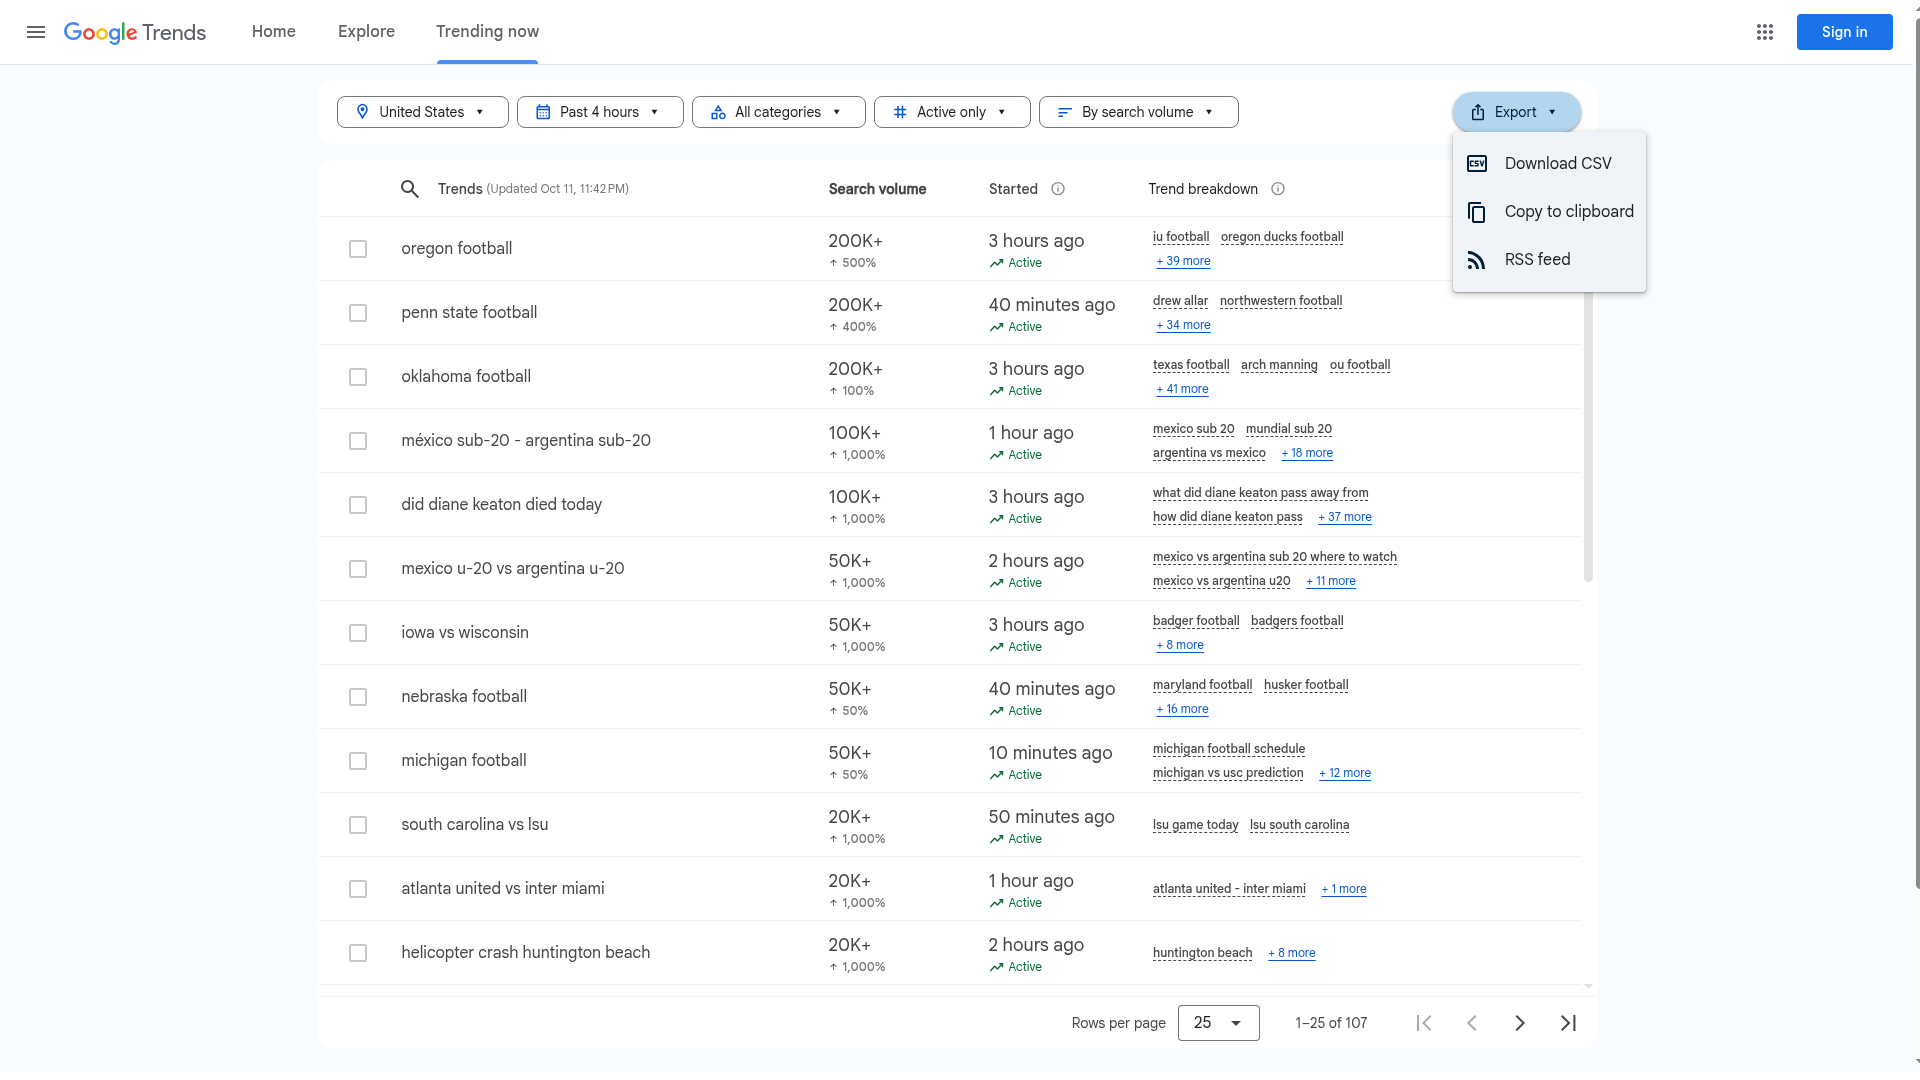 Google Trends Home Explore Trending now Sign in
United States Past 4 hours All categories Active only By search volume Export
CSV Download CSV
Copy to clipboard
RSS feed
Trends (Updated Oct 11, 11:42 PM) Search volume Started Trend breakdown
oregon football 200K+ 3 hours ago iu football oregon ducks football
500% Active + 39 more
penn state football 200K+ 40 minutes ago drew allar northwestern football
400% Active + 34 more
oklahoma football 200K+ 3 hours ago texas football arch manning ou football
100% Active + 41 more
méxico sub-20 - argentina sub-20 100K+ 1 hour ago mexico sub 20 mundial sub 20
1,000% Active argentina vs mexico + 18 more
did diane keaton died today 100K+ 3 hours ago what did diane keaton pass away from
1,000% Active how did diane keaton pass + 37 more
mexico u-20 vs argentina u-20 50K+ 2 hours ago mexico vs argentina sub 20 where to watch
1,000% Active mexico vs argentina u20 + 11 more
iowa vs wisconsin 50K+ 3 hours ago badger football badgers football
1,000% Active + 8 more
nebraska football 50K+ 40 minutes ago maryland football husker football
50% Active + 16 more
michigan football 50K+ 10 minutes ago michigan football schedule
50% Active michigan vs usc prediction + 12 more
south carolina vs lsu 20K+ 50 minutes ago lsu game today lsu south carolina
1,000% Active
atlanta united vs inter miami 20K+ 1 hour ago atlanta united - inter miami + 1 more
1,000% Active
helicopter crash huntington beach 20K+ 2 hours ago huntington beach + 8 more
1,000% Active
Rows per page 25 1–25 of 107